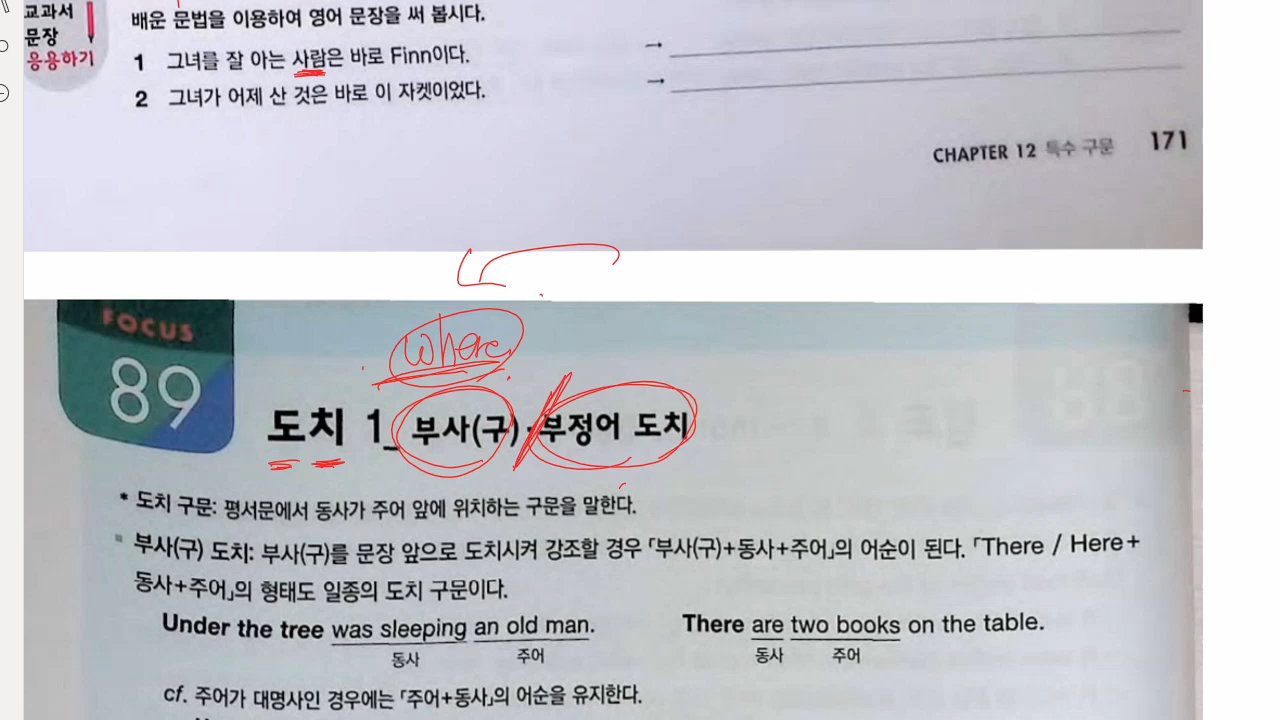 교과서
배운 문법을 이용하여 영어 문장을 써 봅시다.
문장
응용하기
1 그녀를 잘 아는 사람은 바로 Finn이다. →
2 그녀가 어제 산 것은 바로 이 자켓이었다. →
CHAPTER 12 특수 구문 171
FOCUS
89
where
도치 1_ 부사(구)·부정어 도치
* 도치 구문: 평서문에서 동사가 주어 앞에 위치하는 구문을 말한다.
부사(구) 도치: 부사(구)를 문장 앞으로 도치시켜 강조할 경우 「부사(구)+동사+주어」의 어순이 된다. 「There / Here+
동사+주어」의 형태도 일종의 도치 구문이다.
Under the tree was sleeping an old man. There are two books on the table.
동사 주어 동사 주어
cf. 주어가 대명사인 경우에는 「주어+동사」의 어순을 유지한다.